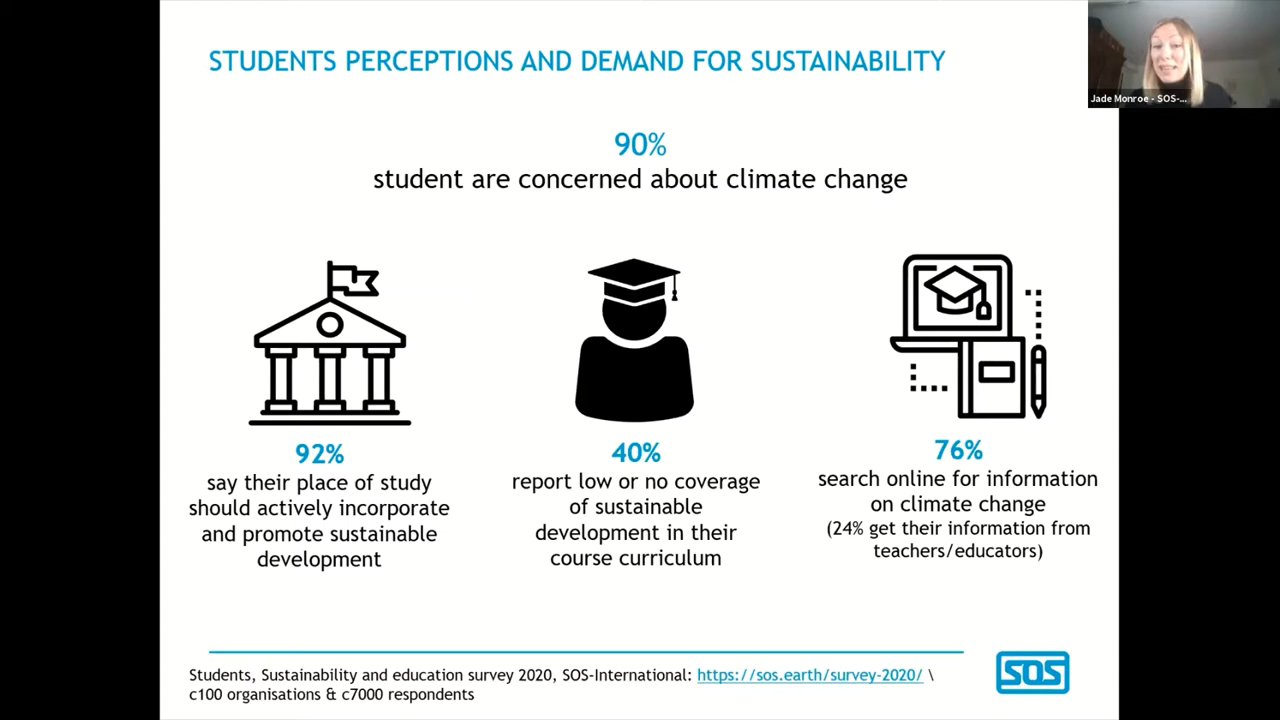 STUDENTS PERCEPTIONS AND DEMAND FOR SUSTAINABILITY
Jade Monroe - SOS-...
90%
student are concerned about climate change
92%
say their place of study
should actively incorporate
and promote sustainable
development
40%
report low or no coverage
of sustainable
development in their
course curriculum
76%
search online for information
on climate change
(24% get their information from
teachers/educators)
Students, Sustainability and education survey 2020, SOS-International: https://sos.earth/survey-2020/ \
c100 organisations & c7000 respondents
SOS